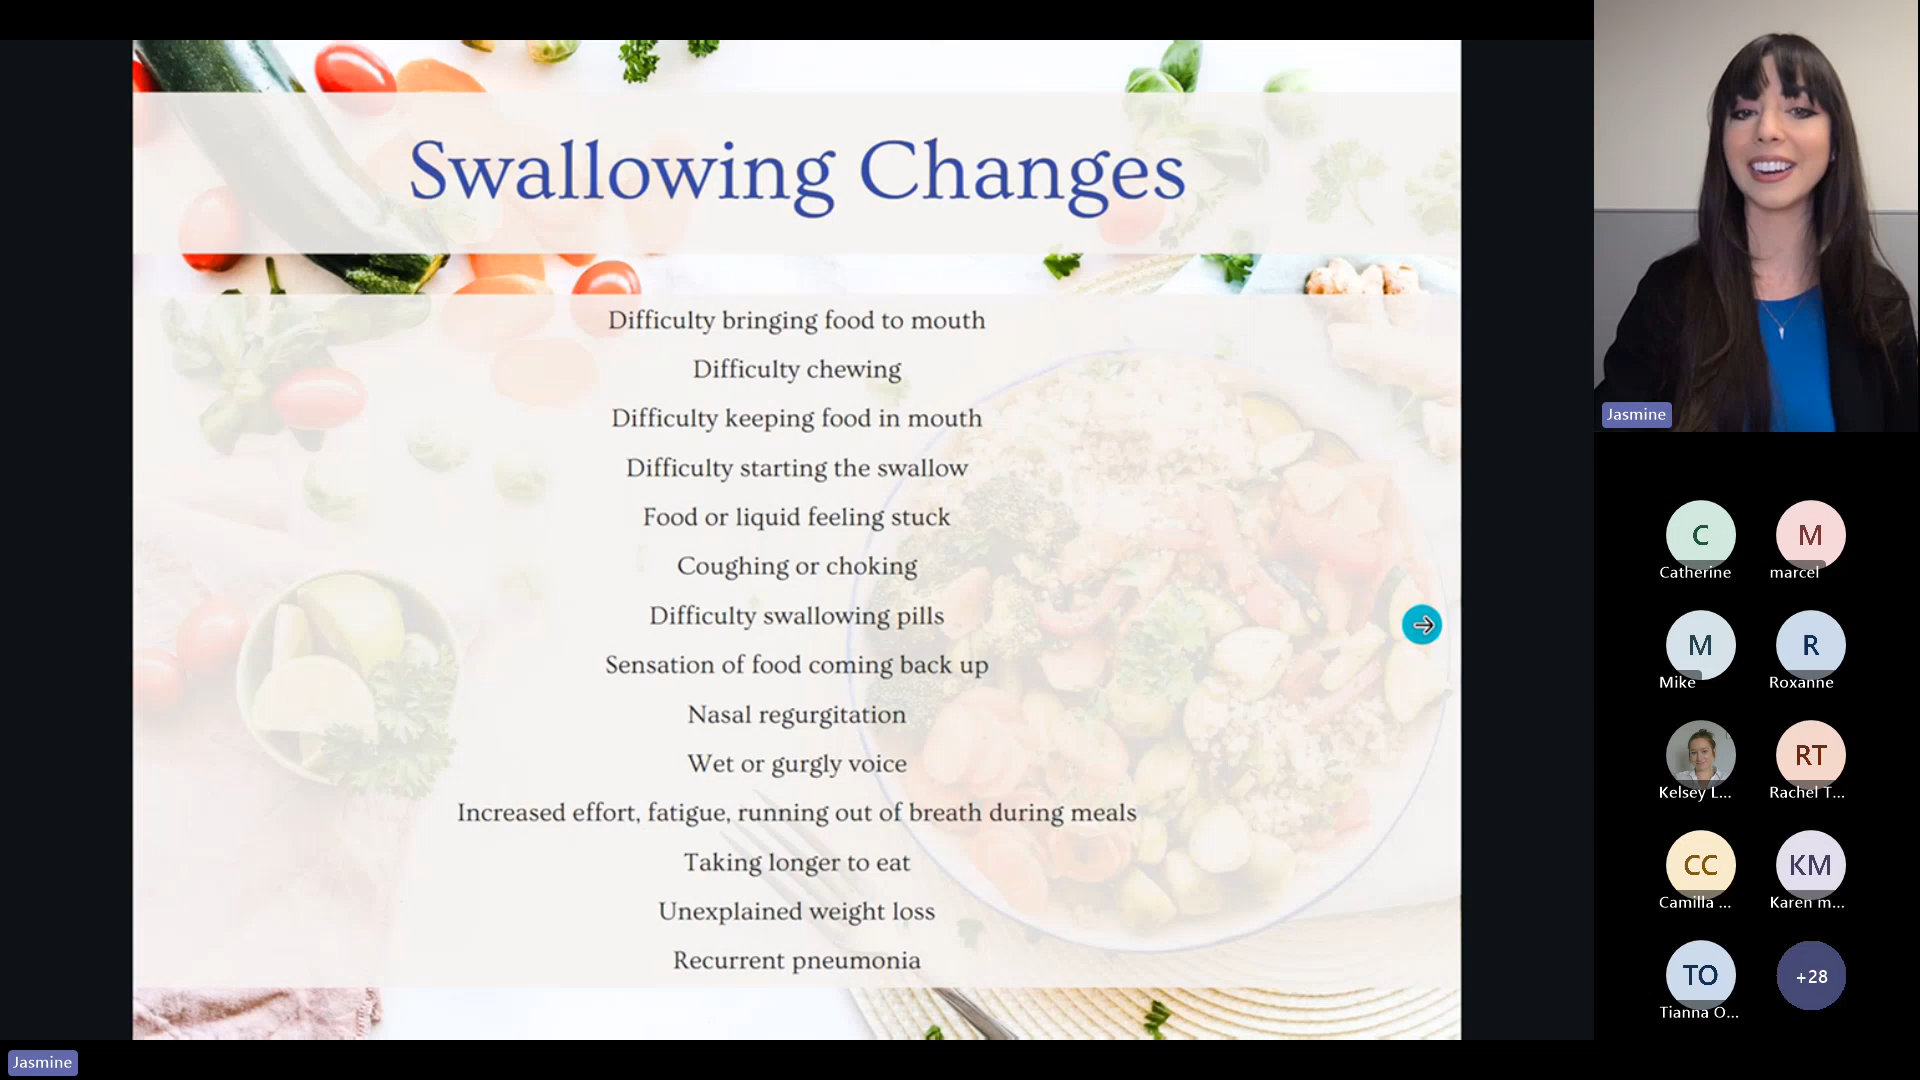 Swallowing Changes
Difficulty bringing food to mouth
Difficulty chewing
Difficulty keeping food in mouth
Difficulty starting the swallow
Food or liquid feeling stuck
Coughing or choking
Difficulty swallowing pills
Sensation of food coming back up
Nasal regurgitation
Wet or gurgly voice
Increased effort, fatigue, running out of breath during meals
Taking longer to eat
Unexplained weight loss
Recurrent pneumonia
Jasmine
C
Catherine
M
marcel
M
Mike
R
Roxanne
Kelsey L...
RT
Rachel T...
CC
Camilla ...
KM
Karen m...
TO
Tianna O...
+28
Jasmine